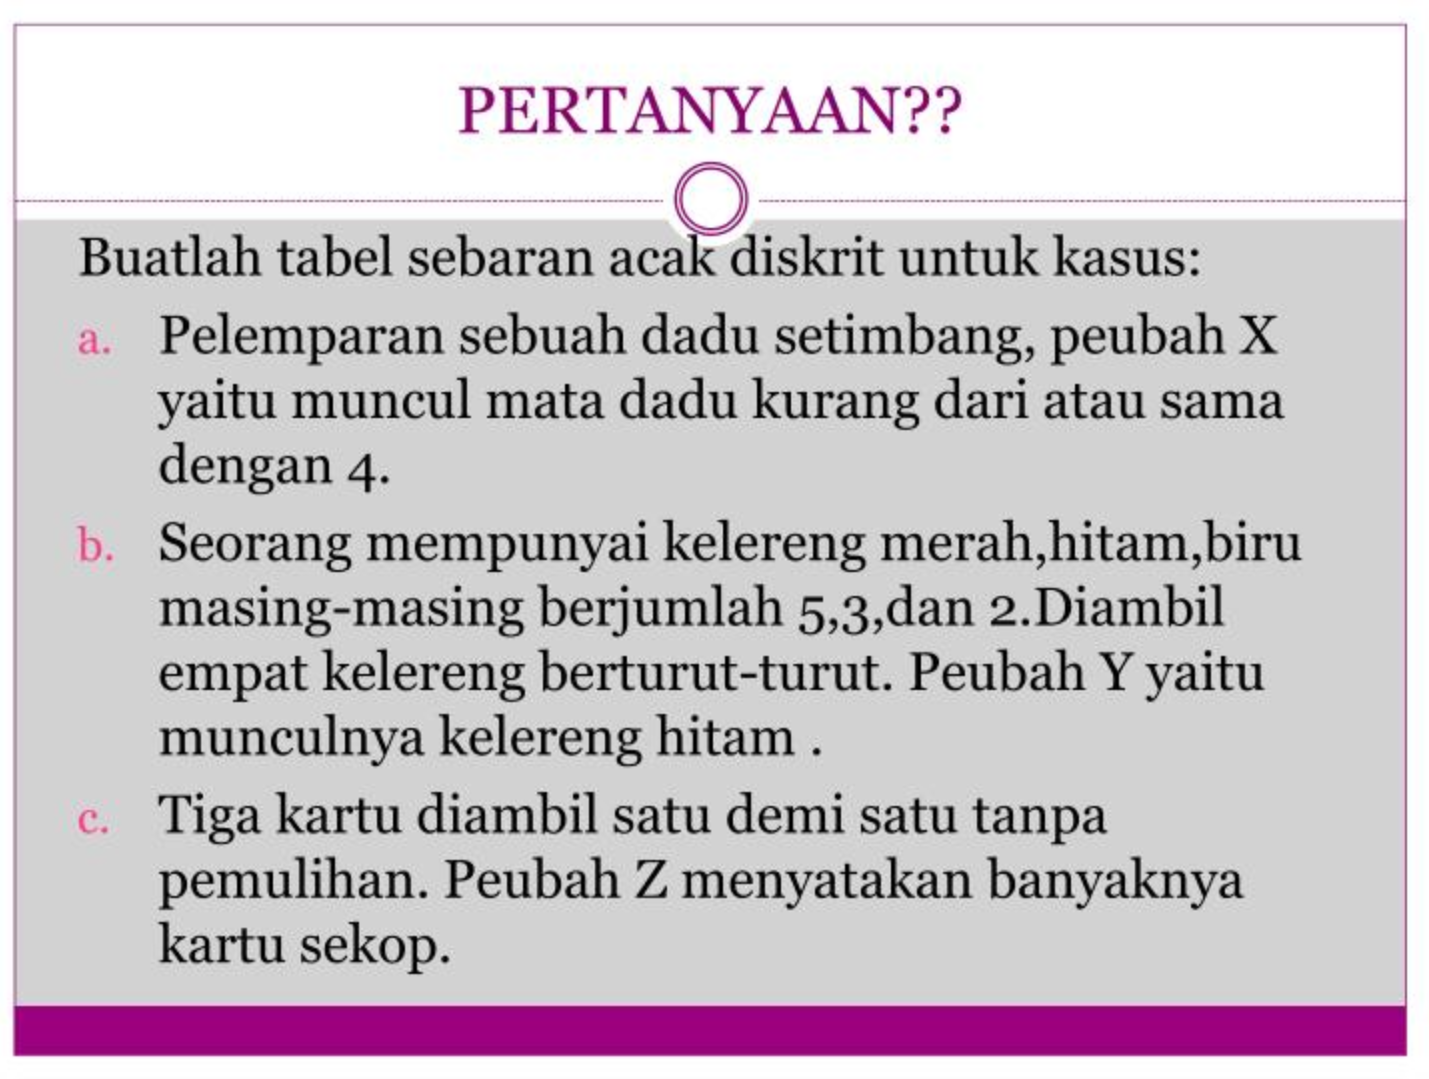 PERTANYAAN??
Buatlah tabel sebaran acak diskrit untuk kasus:
a. Pelemparan sebuah dadu setimbang, peubah X
yaitu muncul mata dadu kurang dari atau sama
dengan 4.
b. Seorang mempunyai kelereng merah,hitam,biru
masing-masing berjumlah 5,3,dan 2.Diambil
empat kelereng berturut-turut. Peubah Y yaitu
munculnya kelereng hitam .
c. Tiga kartu diambil satu demi satu tanpa
pemulihan. Peubah Z menyatakan banyaknya
kartu sekop.